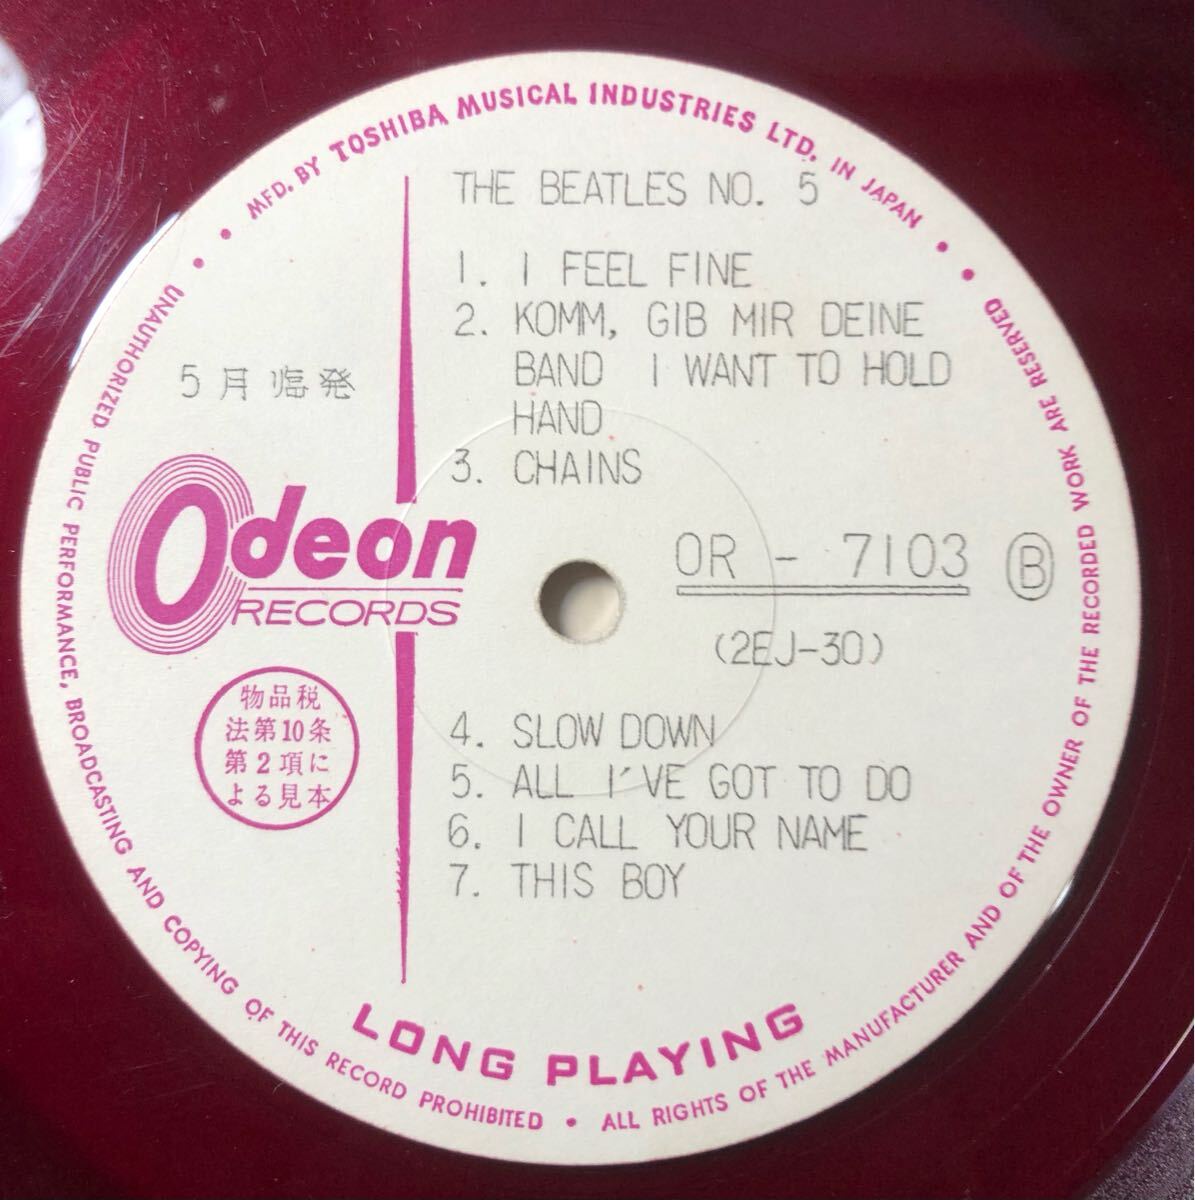 MFD. BY TOSHIBA MUSICAL INDUSTRIES LTD. IN JAPAN
THE BEATLES NO. 5
1. I FEEL FINE
2. KOMM, GIB MIR DEINE
BAND I WANT TO HOLD
HAND
3. CHAINS
5月臨発
Odeon
RECORDS
OR - 7103 B
(2EJ-30)
物品税
法第10条
第2項に
よる見本
4. SLOW DOWN
5. ALL I'VE GOT TO DO
6. I CALL YOUR NAME
7. THIS BOY
LONG PLAYING
UNAUTHORIZED PUBLIC PERFORMANCE, BROADCASTING AND COPYING OF THIS RECORD PROHIBITED • ALL RIGHTS OF THE MANUFACTURER AND OF THE OWNER OF THE RECORDED WORK ARE RESERVED